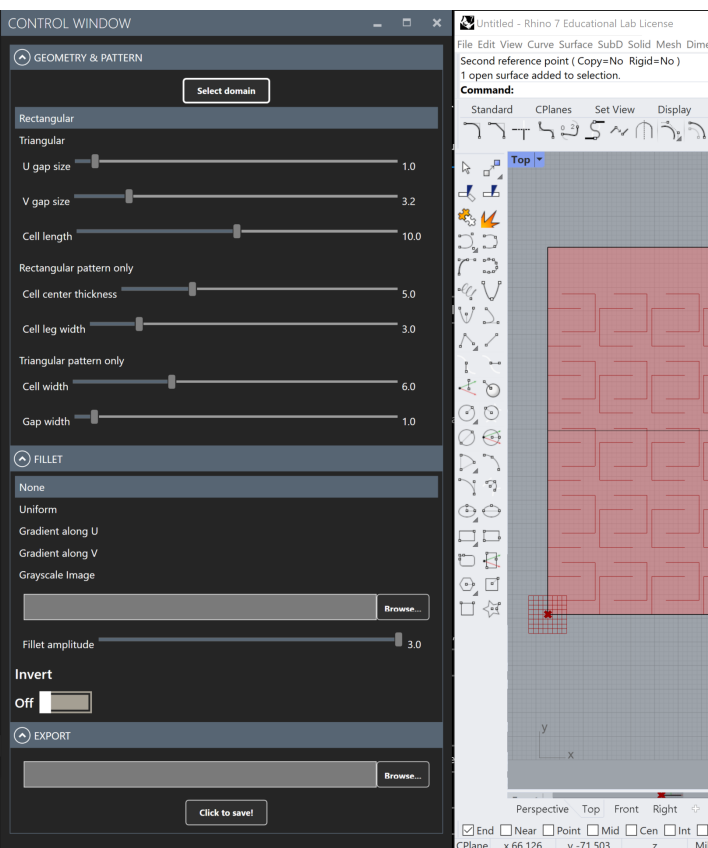 CONTROL WINDOW
GEOMETRY & PATTERN
Select domain
Rectangular
Triangular
U gap size 1.0
V gap size 3.2
Cell length 10.0
Rectangular pattern only
Cell center thickness 5.0
Cell leg width 3.0
Triangular pattern only
Cell width 6.0
Gap width 1.0
FILLET
None
Uniform
Gradient along U
Gradient along V
Grayscale Image
Browse...
Fillet amplitude 3.0
Invert
Off
EXPORT
Browse...
Click to save!
Untitled - Rhino 7 Educational Lab License
File Edit View Curve Surface SubD Solid Mesh Dime
Second reference point ( Copy=No Rigid=No )
1 open surface added to selection.
Command:
Standard CPlanes Set View Display
Top
y
x
Perspective Top Front Right
End Near Point Mid Cen Int
CPlane x 66.126 y -71.503 z Mil